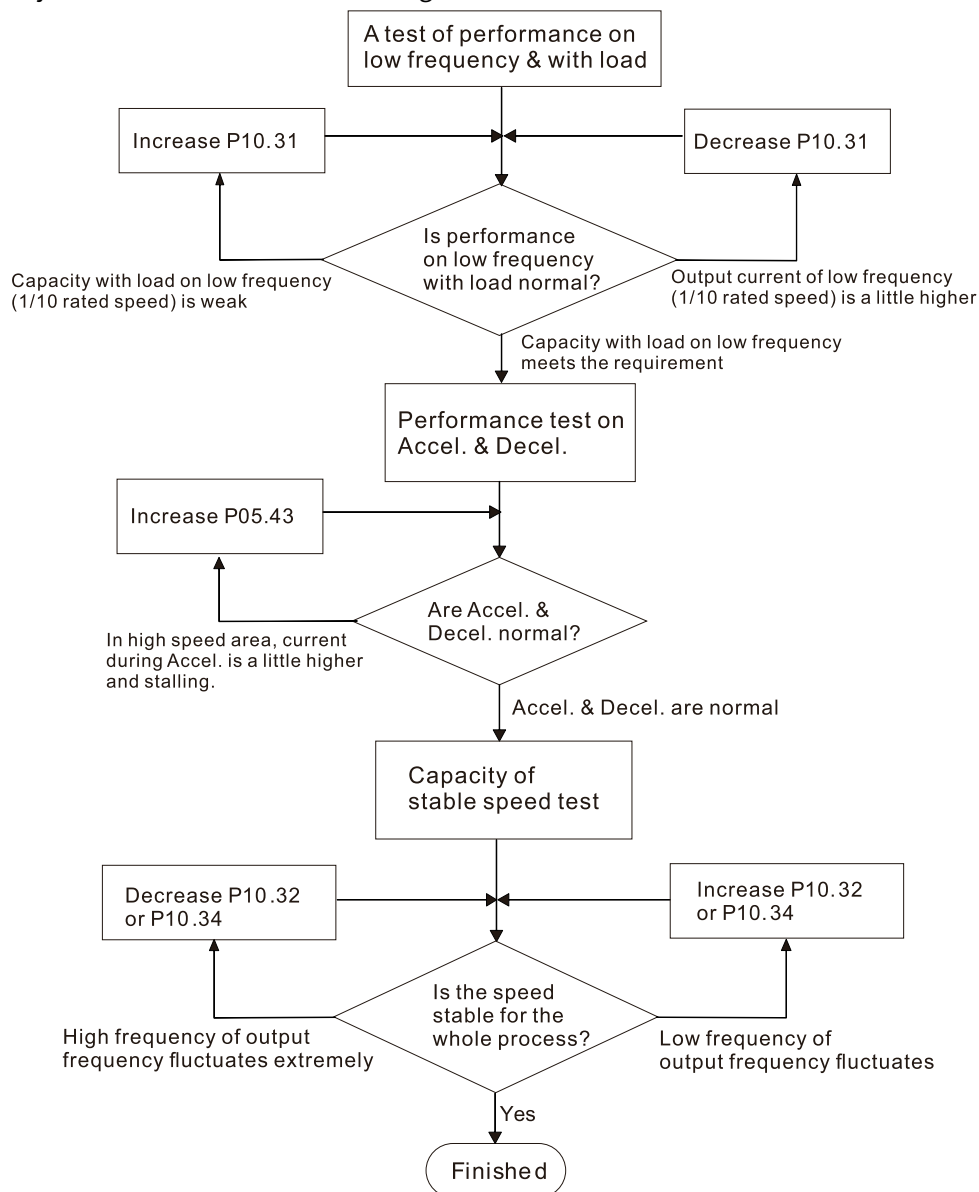 A test of performance on
low frequency & with load
Increase P10.31
Decrease P10.31
Is performance
on low frequency
with load normal?
Capacity with load on low frequency
(1/10 rated speed) is weak
Output current of low frequency
(1/10 rated speed) is a little higher
Capacity with load on low frequency
meets the requirement
Performance test on
Accel. & Decel.
Increase P05.43
Are Accel. &
Decel. normal?
In high speed area, current
during Accel. is a little higher
and stalling.
Accel. & Decel. are normal
Capacity of
stable speed test
Decrease P10.32
or P10.34
Increase P10.32
or P10.34
Is the speed
stable for the
whole process?
High frequency of output
frequency fluctuates extremely
Low frequency of
output frequency fluctuates
Yes
Finished